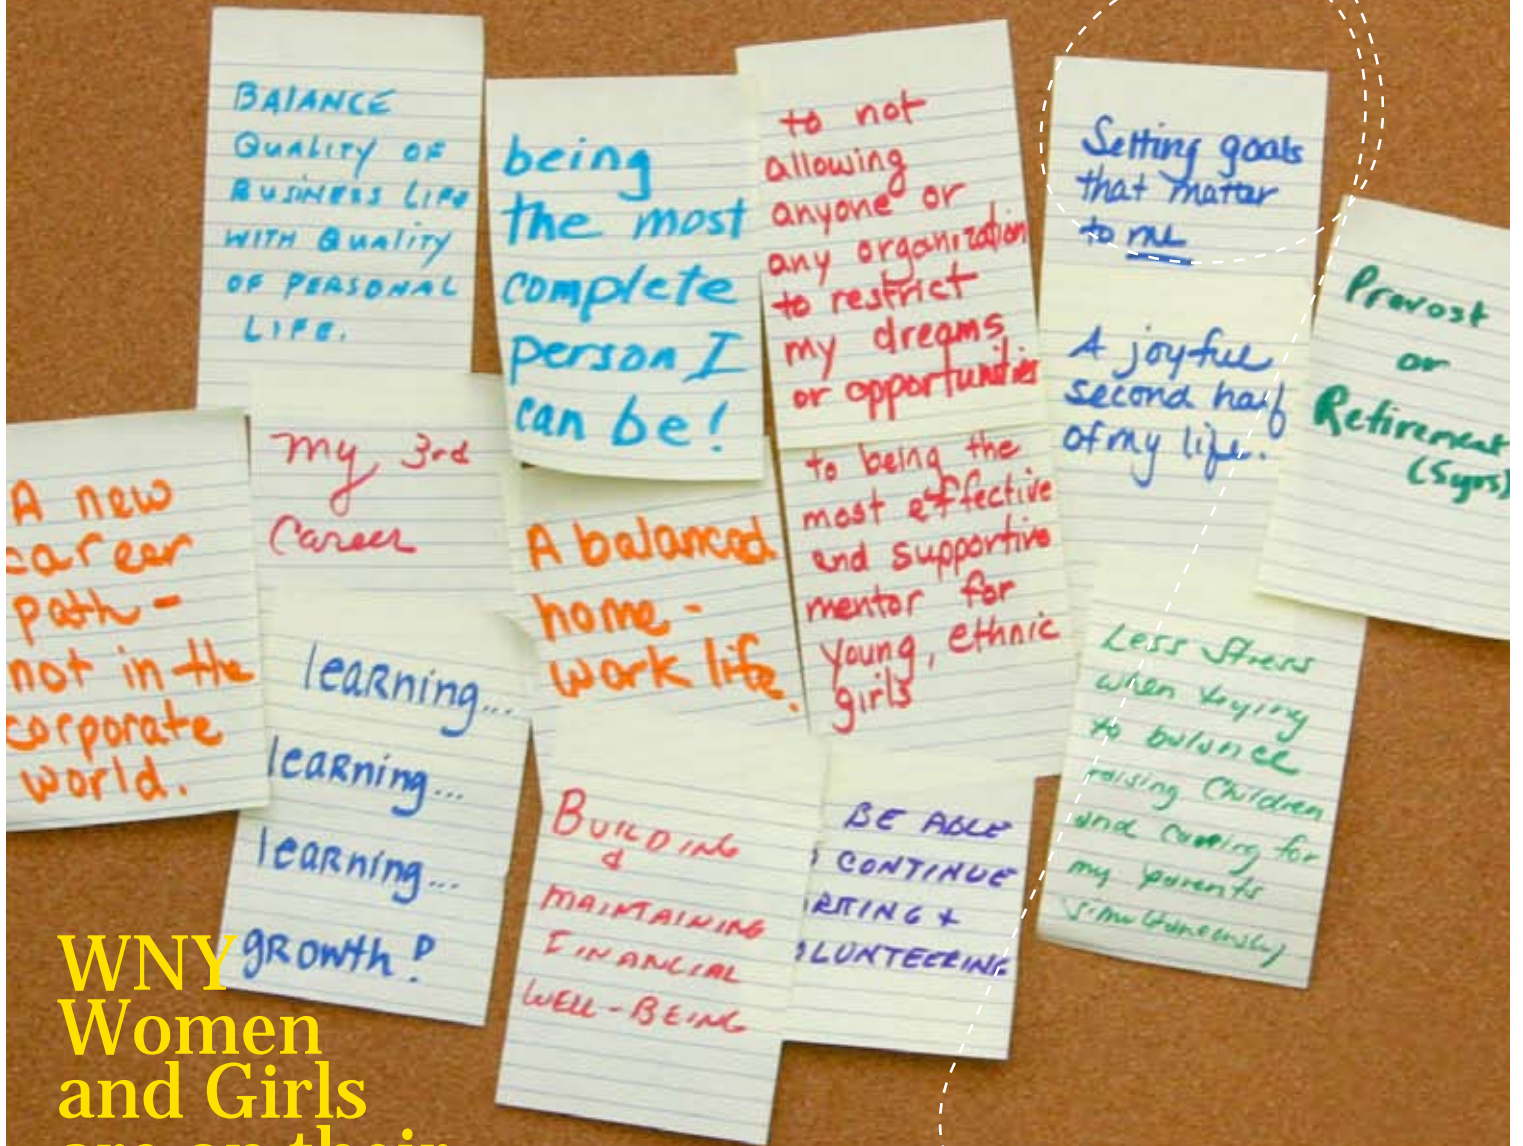 BALANCE
QUALITY OF
BUSINESS LIFE
WITH QUALITY
OF PERSONAL
LIFE.
being
the most
complete
person I
can be!
to not
allowing
anyone or
any organization
to restrict
my dreams
or opportunities
Setting goals
that matter
to me
A joyful
second half
of my life.
Provost
or
Retirement
(5yrs)
A new
career
path -
not in the
corporate
world.
My 3rd
Career
A balanced
home -
work life.
to being the
most effective
and supportive
mentor for
young, ethnic
girls
learning...
learning...
learning...
growth!
BUILDING
&
MAINTAINING
FINANCIAL
WELL-BEING
BE ABLE
CONTINUE
&
Less Stress
when trying
to balance
raising Children
and caring for
my parents
simultaneously
WNY
Women
and Girls
are on their